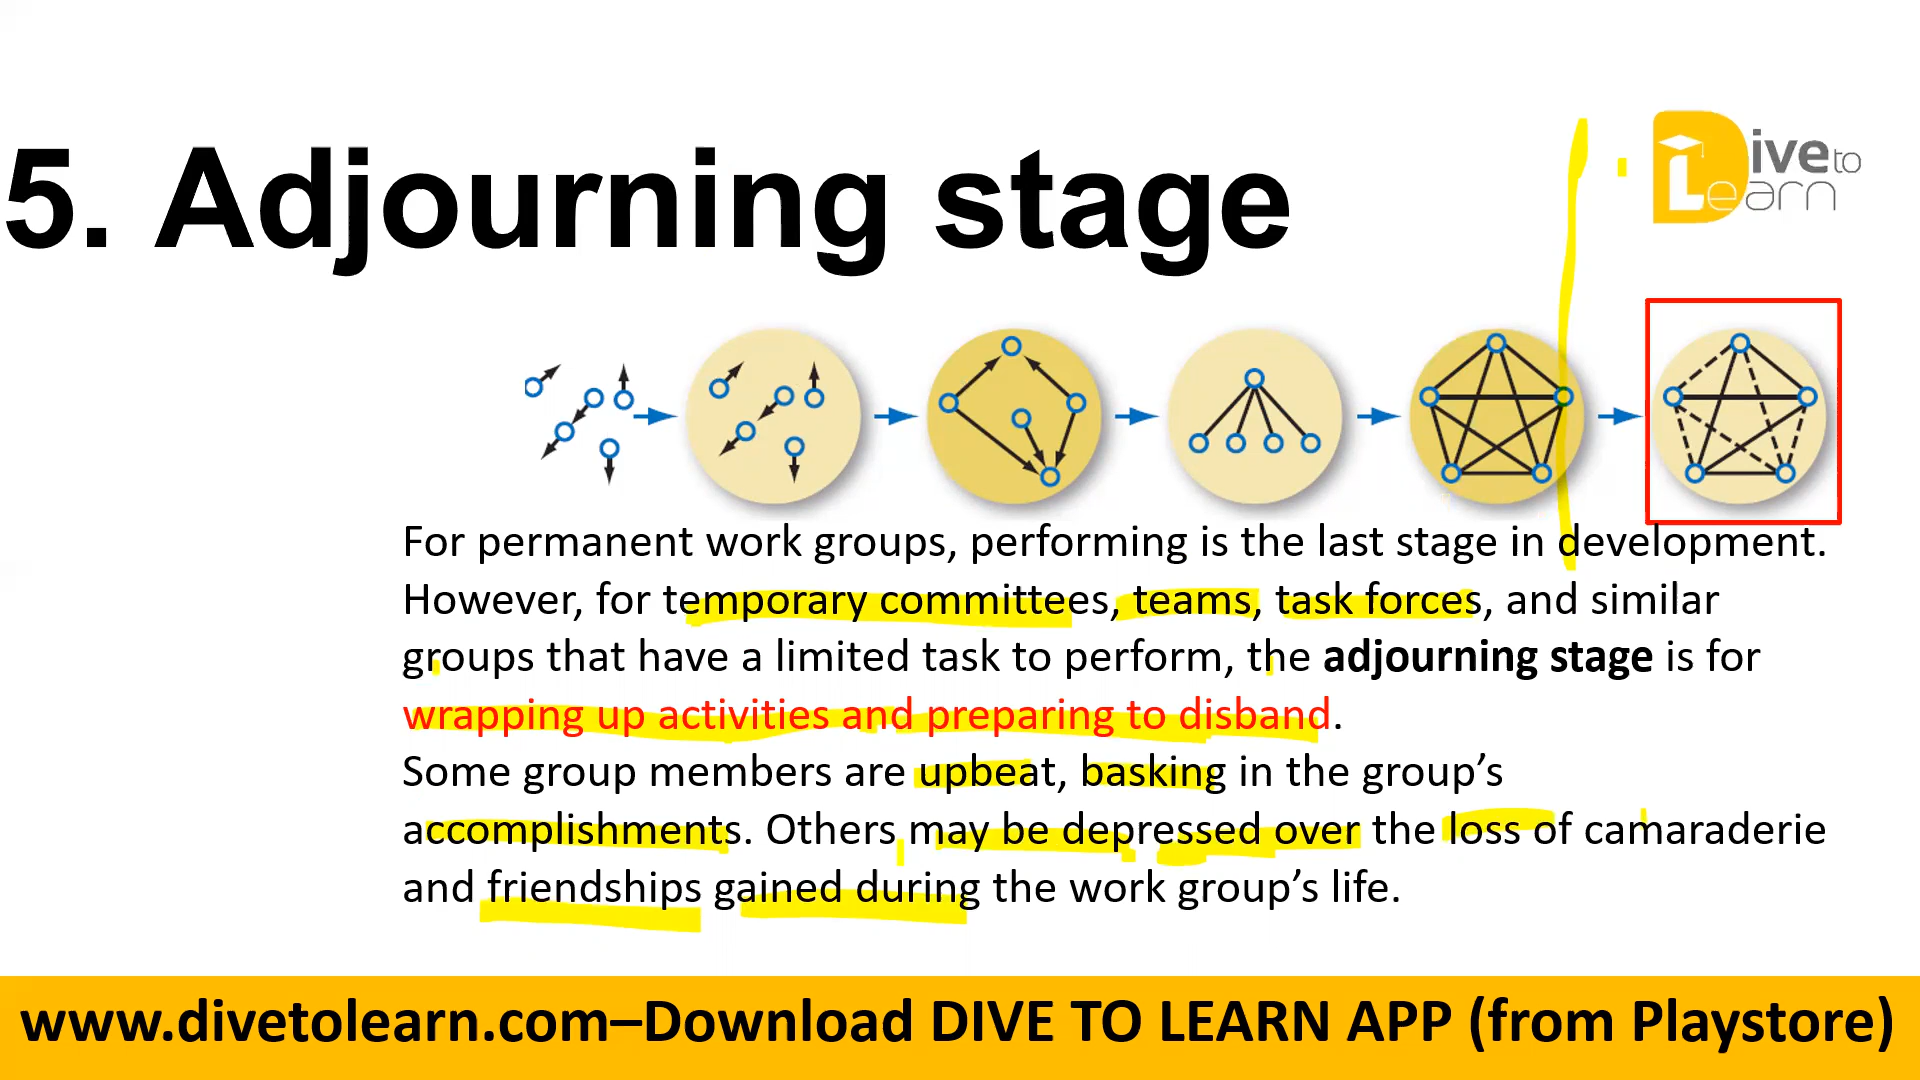 Dive to
Learn
5. Adjourning stage
For permanent work groups, performing is the last stage in development.
However, for temporary committees, teams, task forces, and similar
groups that have a limited task to perform, the adjourning stage is for
wrapping up activities and preparing to disband.
Some group members are upbeat, basking in the group’s
accomplishments. Others may be depressed over the loss of camaraderie
and friendships gained during the work group’s life.
www.divetolearn.com–Download DIVE TO LEARN APP (from Playstore)